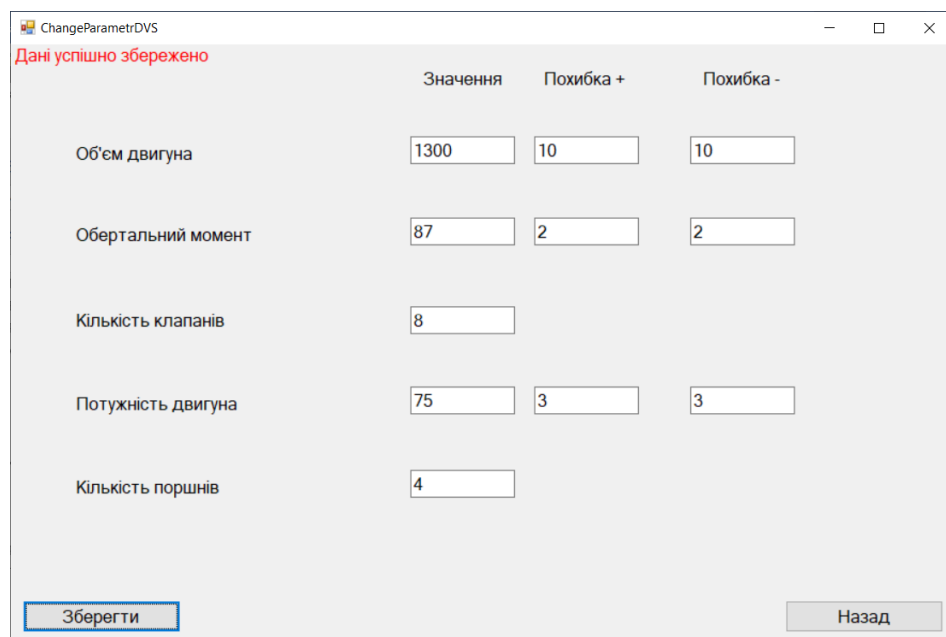 ChangeParametrDVS
Дані успішно збережено
Значення Похибка + Похибка -
Об'єм двигуна 1300 10 10
Обертальний момент 87 2 2
Кількість клапанів 8
Потужність двигуна 75 3 3
Кількість поршнів 4
Зберегти Назад